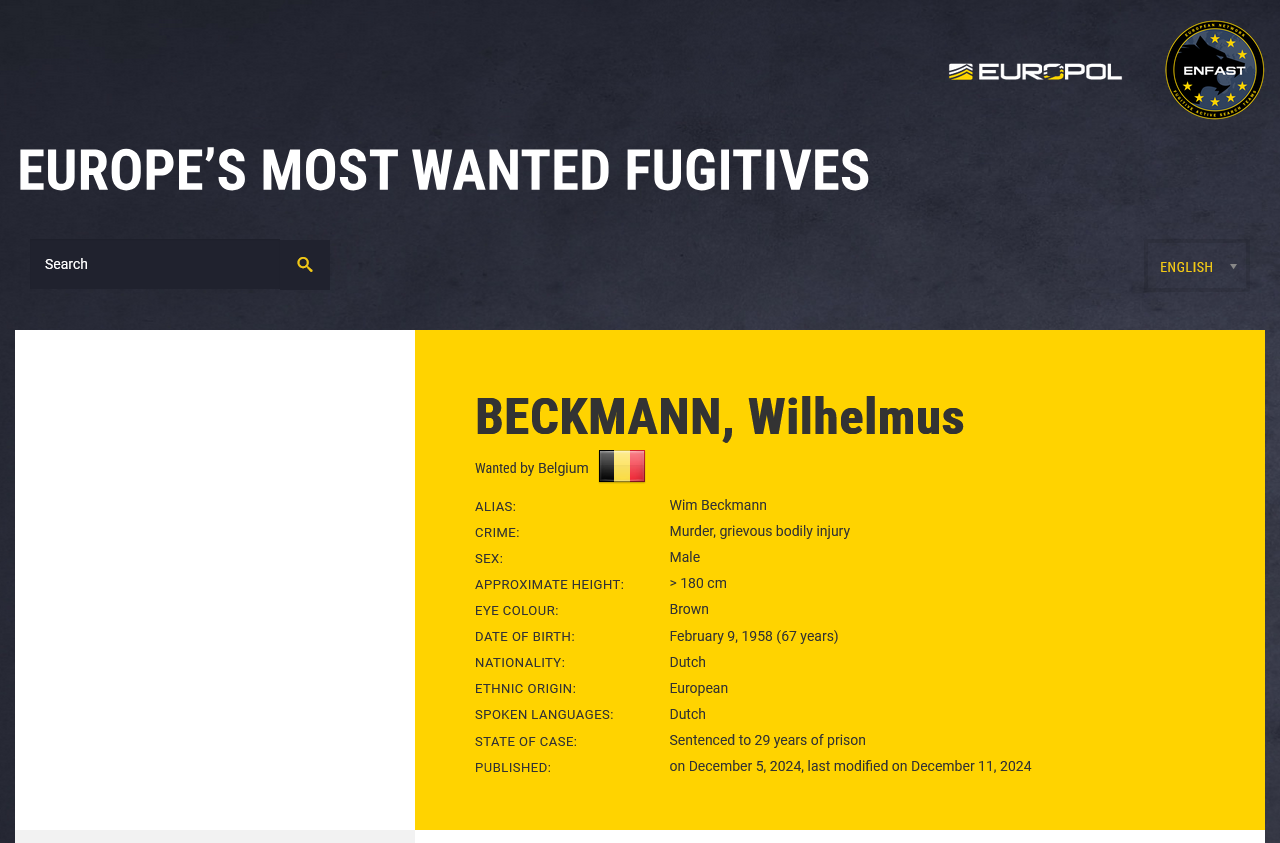 EUROPOL
EUROPEAN NETWORK
ENFAST
FUGITIVE ACTIVE SEARCH TEAMS
EUROPE’S MOST WANTED FUGITIVES
Search
ENGLISH
BECKMANN, Wilhelmus
Wanted by Belgium
ALIAS: Wim Beckmann
CRIME: Murder, grievous bodily injury
SEX: Male
APPROXIMATE HEIGHT: > 180 cm
EYE COLOUR: Brown
DATE OF BIRTH: February 9, 1958 (67 years)
NATIONALITY: Dutch
ETHNIC ORIGIN: European
SPOKEN LANGUAGES: Dutch
STATE OF CASE: Sentenced to 29 years of prison
PUBLISHED: on December 5, 2024, last modified on December 11, 2024